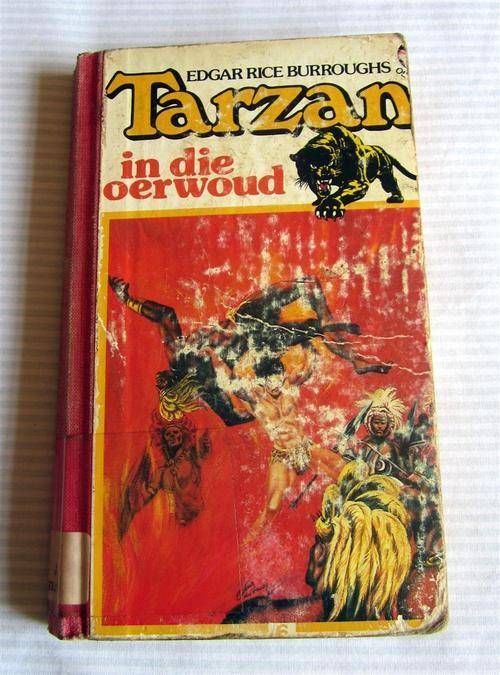 EDGAR RICE BURROUGHS
Tarzan
in die
oerwoud